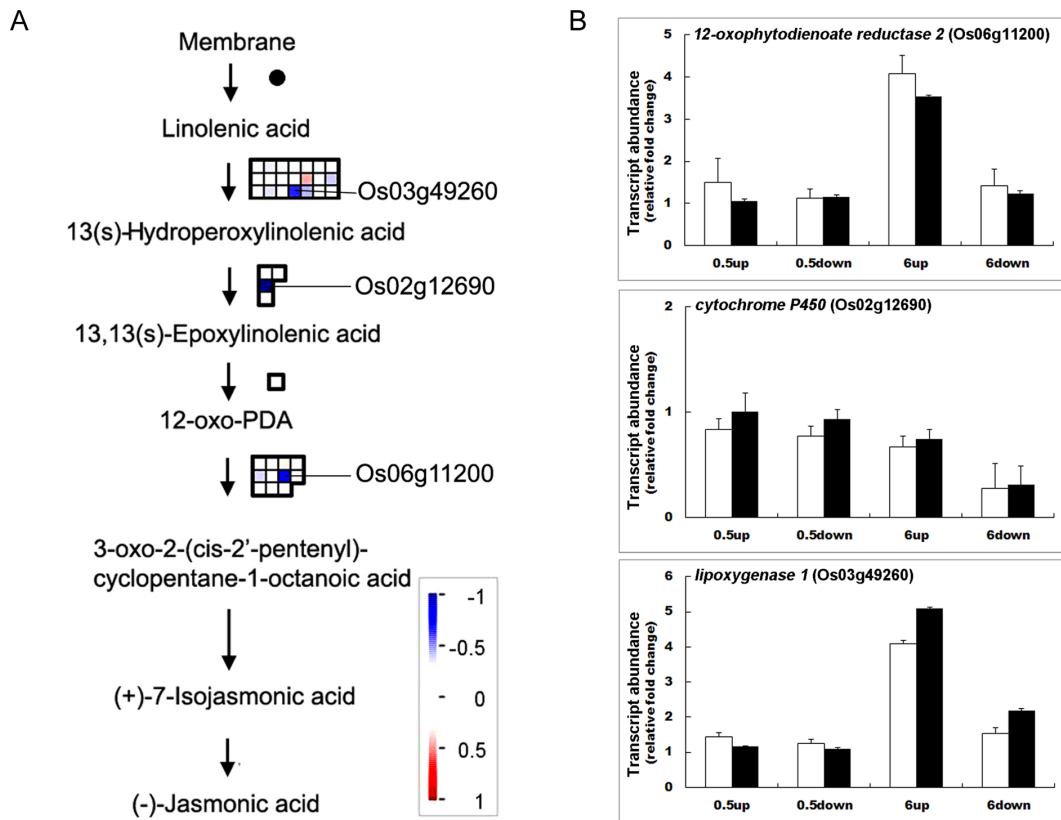 A
Membrane
Linolenic acid
Os03g49260
13(s)-Hydroperoxylinolenic acid
Os02g12690
13,13(s)-Epoxylinolenic acid
12-oxo-PDA
Os06g11200
3-oxo-2-(cis-2'-pentenyl)-
cyclopentane-1-octanoic acid
(+)-7-Isojasmonic acid
(-)-Jasmonic acid
-1
-0.5
0
0.5
1
B
12-oxophytodienoate reductase 2 (Os06g11200)
Transcript abundance
(relative fold change)
5
4
3
2
1
0
0.5up 0.5down 6up 6down
cytochrome P450 (Os02g12690)
Transcript abundance
(relative fold change)
2
1
0
0.5up 0.5down 6up 6down
lipoxygenase 1 (Os03g49260)
Transcript abundance
(relative fold change)
6
5
4
3
2
1
0
0.5up 0.5down 6up 6down